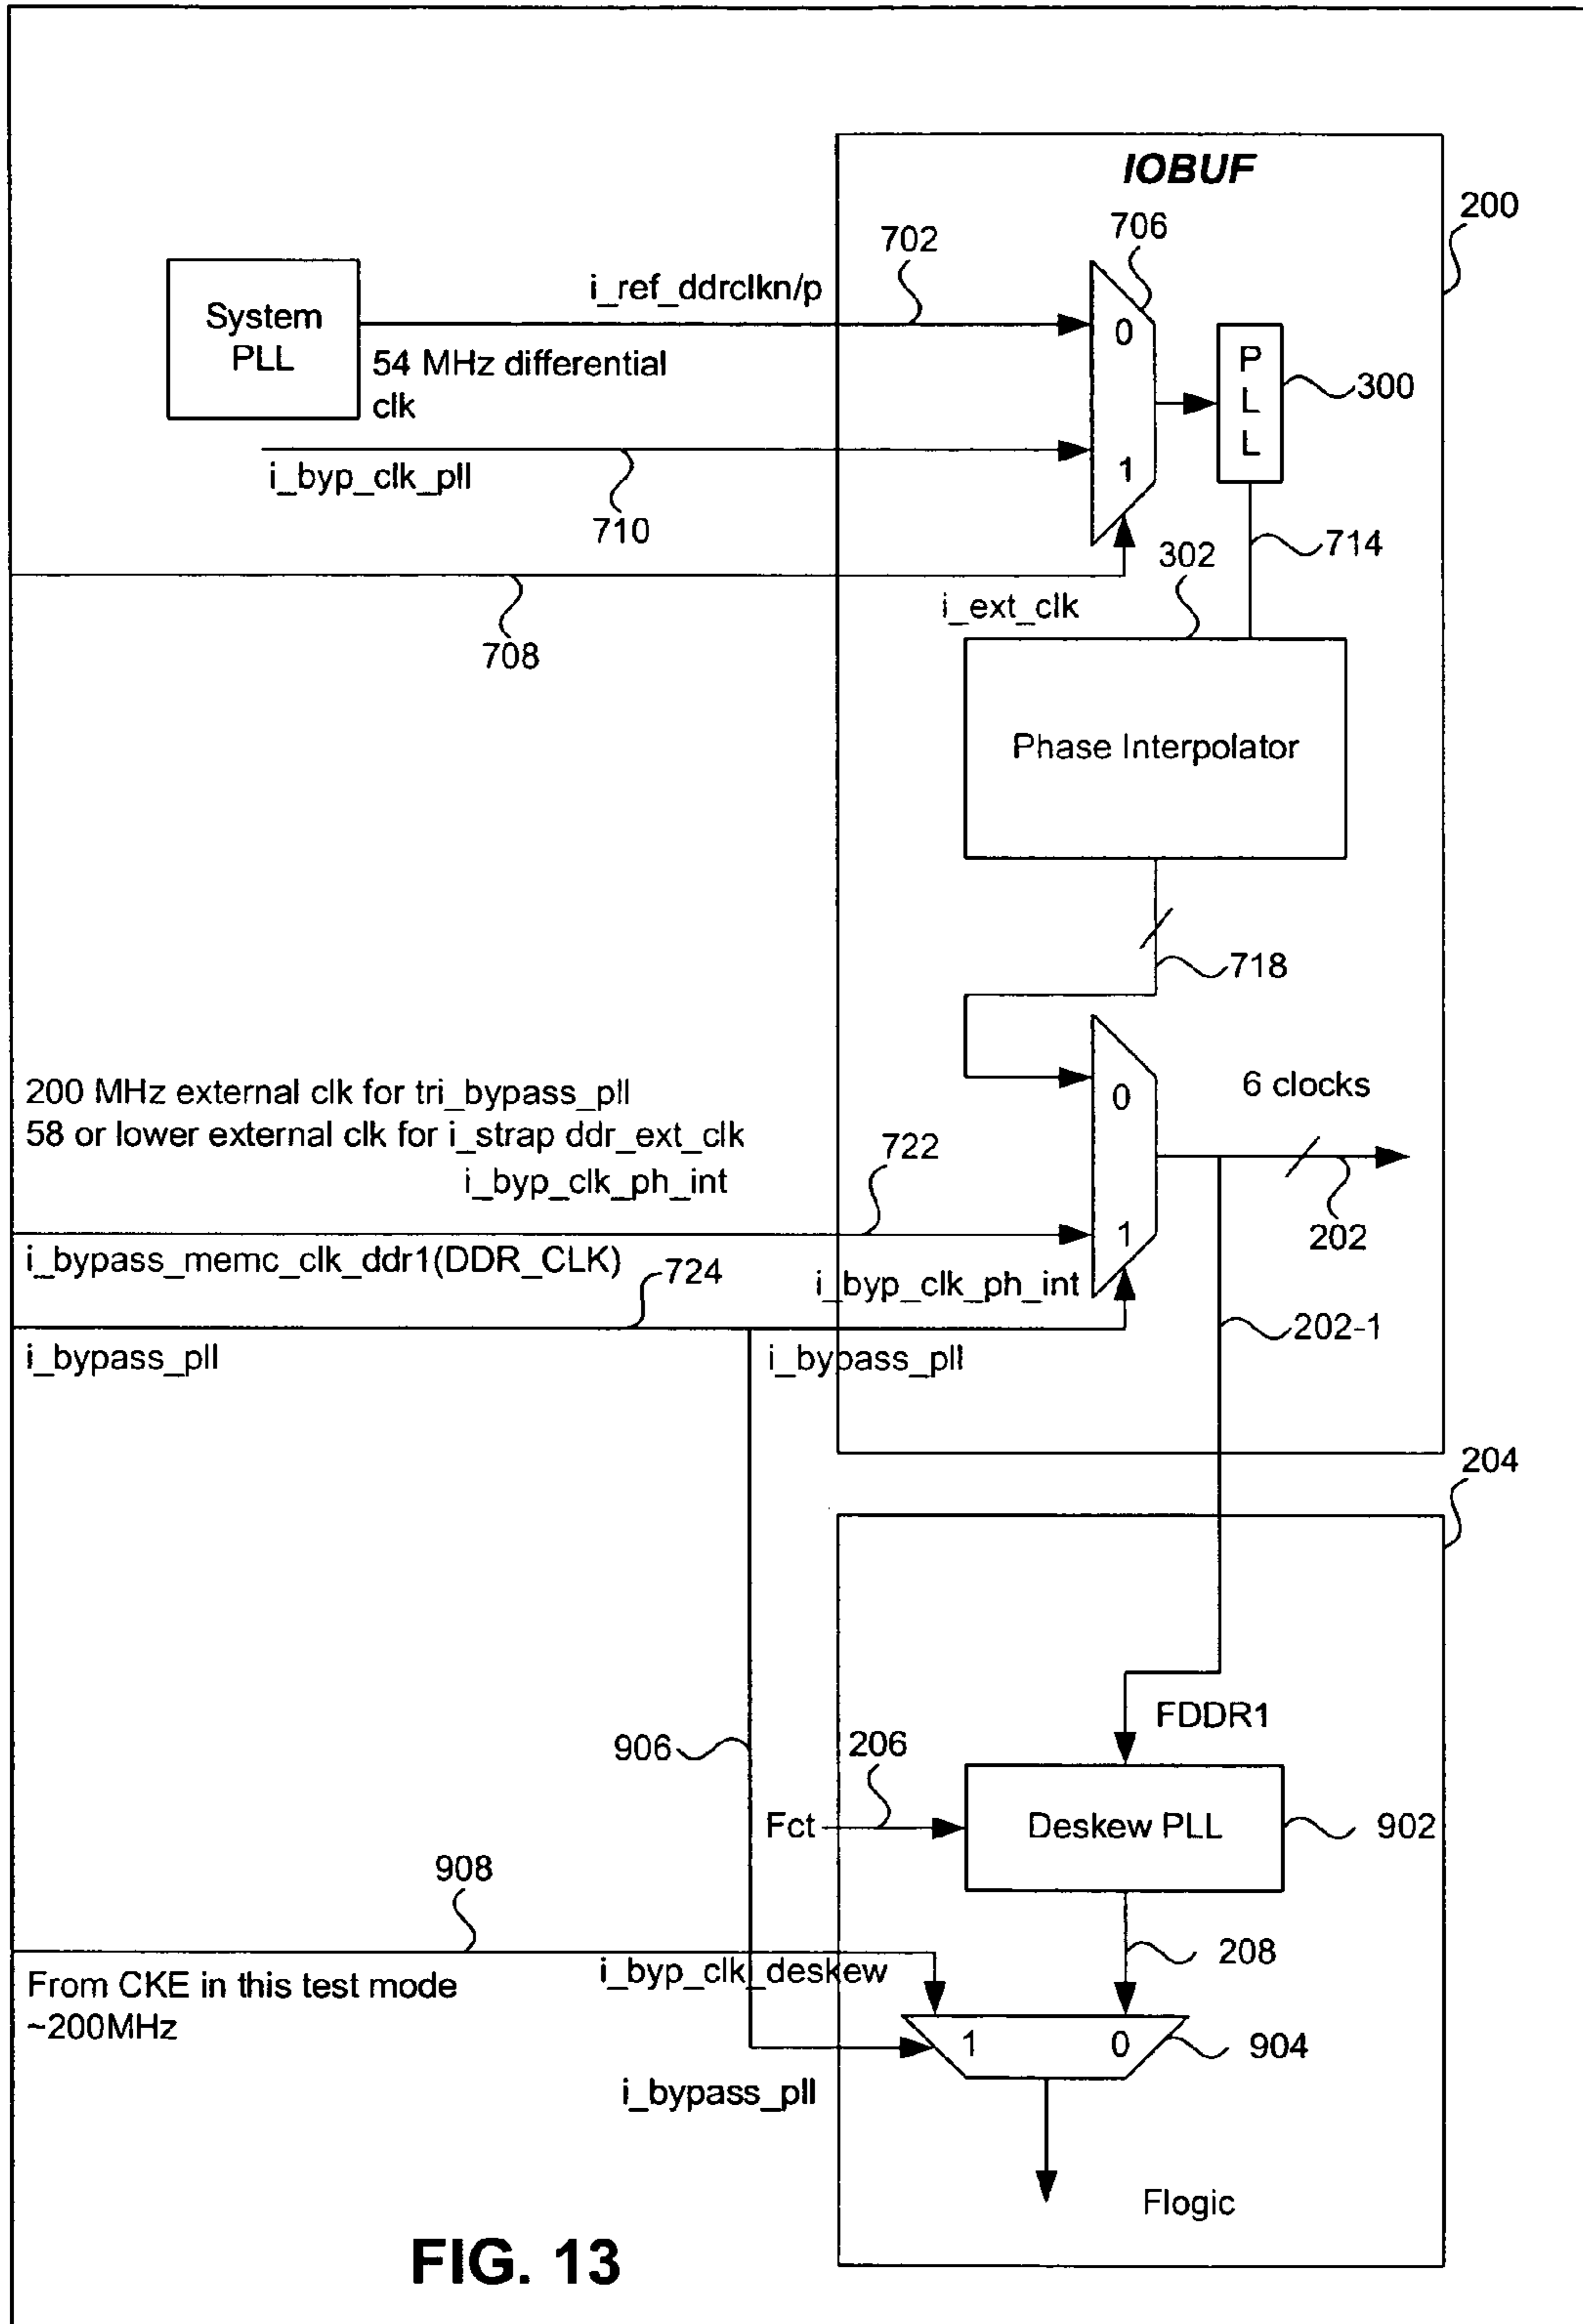 IOBUF
200
706
702
i_ref_ddrclkn/p
System
PLL
54 MHz differential
clk
0
P
L
L
300
i_byp_clk_pll
1
710
714
302
i_ext_clk
708
Phase Interpolator
718
200 MHz external clk for tri_bypass_pll
58 or lower external clk for i_strap ddr_ext_clk
i_byp_clk_ph_int
722
0
6 clocks
1
202
i_bypass_memc_clk_ddr1(DDR_CLK)
724
i_byp_clk_ph_int
202-1
i_bypass_pll
i_bypass_pll
204
FDDR1
906
206
Fct
Deskew PLL
902
908
208
i_byp_clk_deskew
From CKE in this test mode
~200MHz
1
0
904
i_bypass_pll
Flogic
FIG. 13